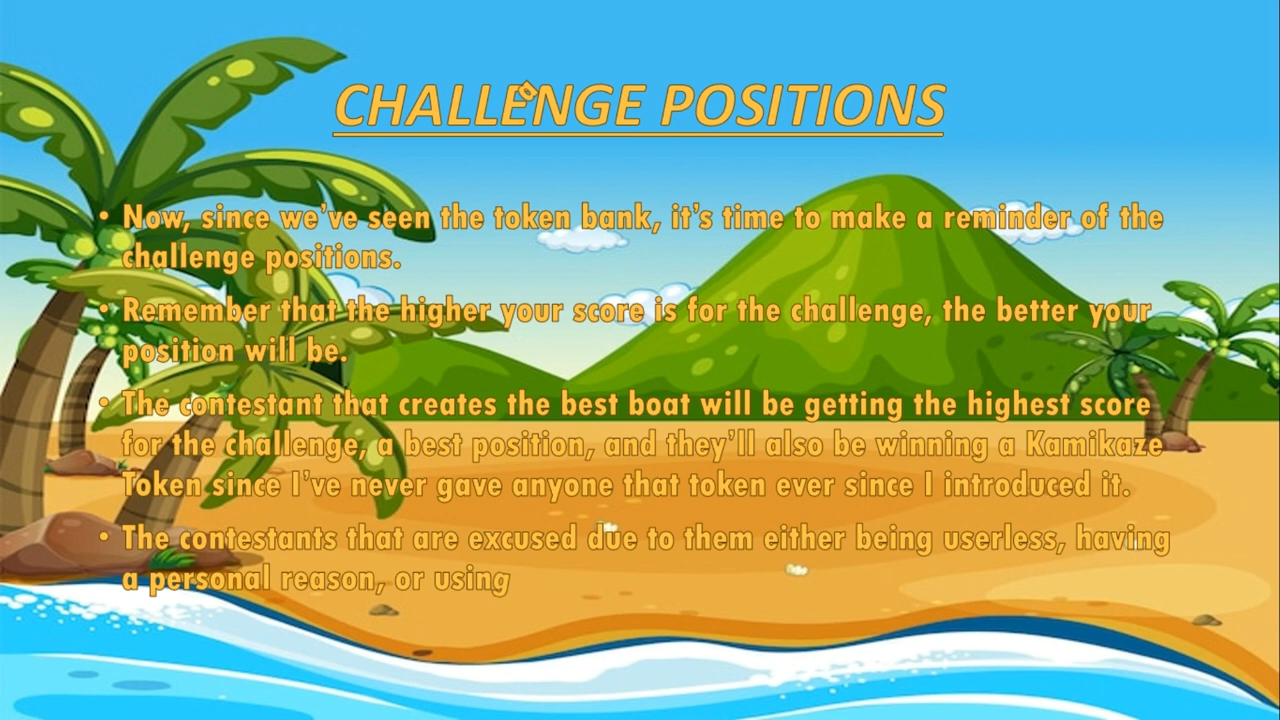 CHALLENGE POSITIONS
• Now, since we've seen the token bank, it's time to make a reminder of the
challenge positions.
• Remember that the higher your score is for the challenge, the better your
position will be.
• The contestant that creates the best boat will be getting the highest score
for the challenge, a best position, and they'll also be winning a Kamikaze
Token since I've never gave anyone that token ever since I introduced it.
• The contestants that are excused due to them either being userless, having
a personal reason, or using